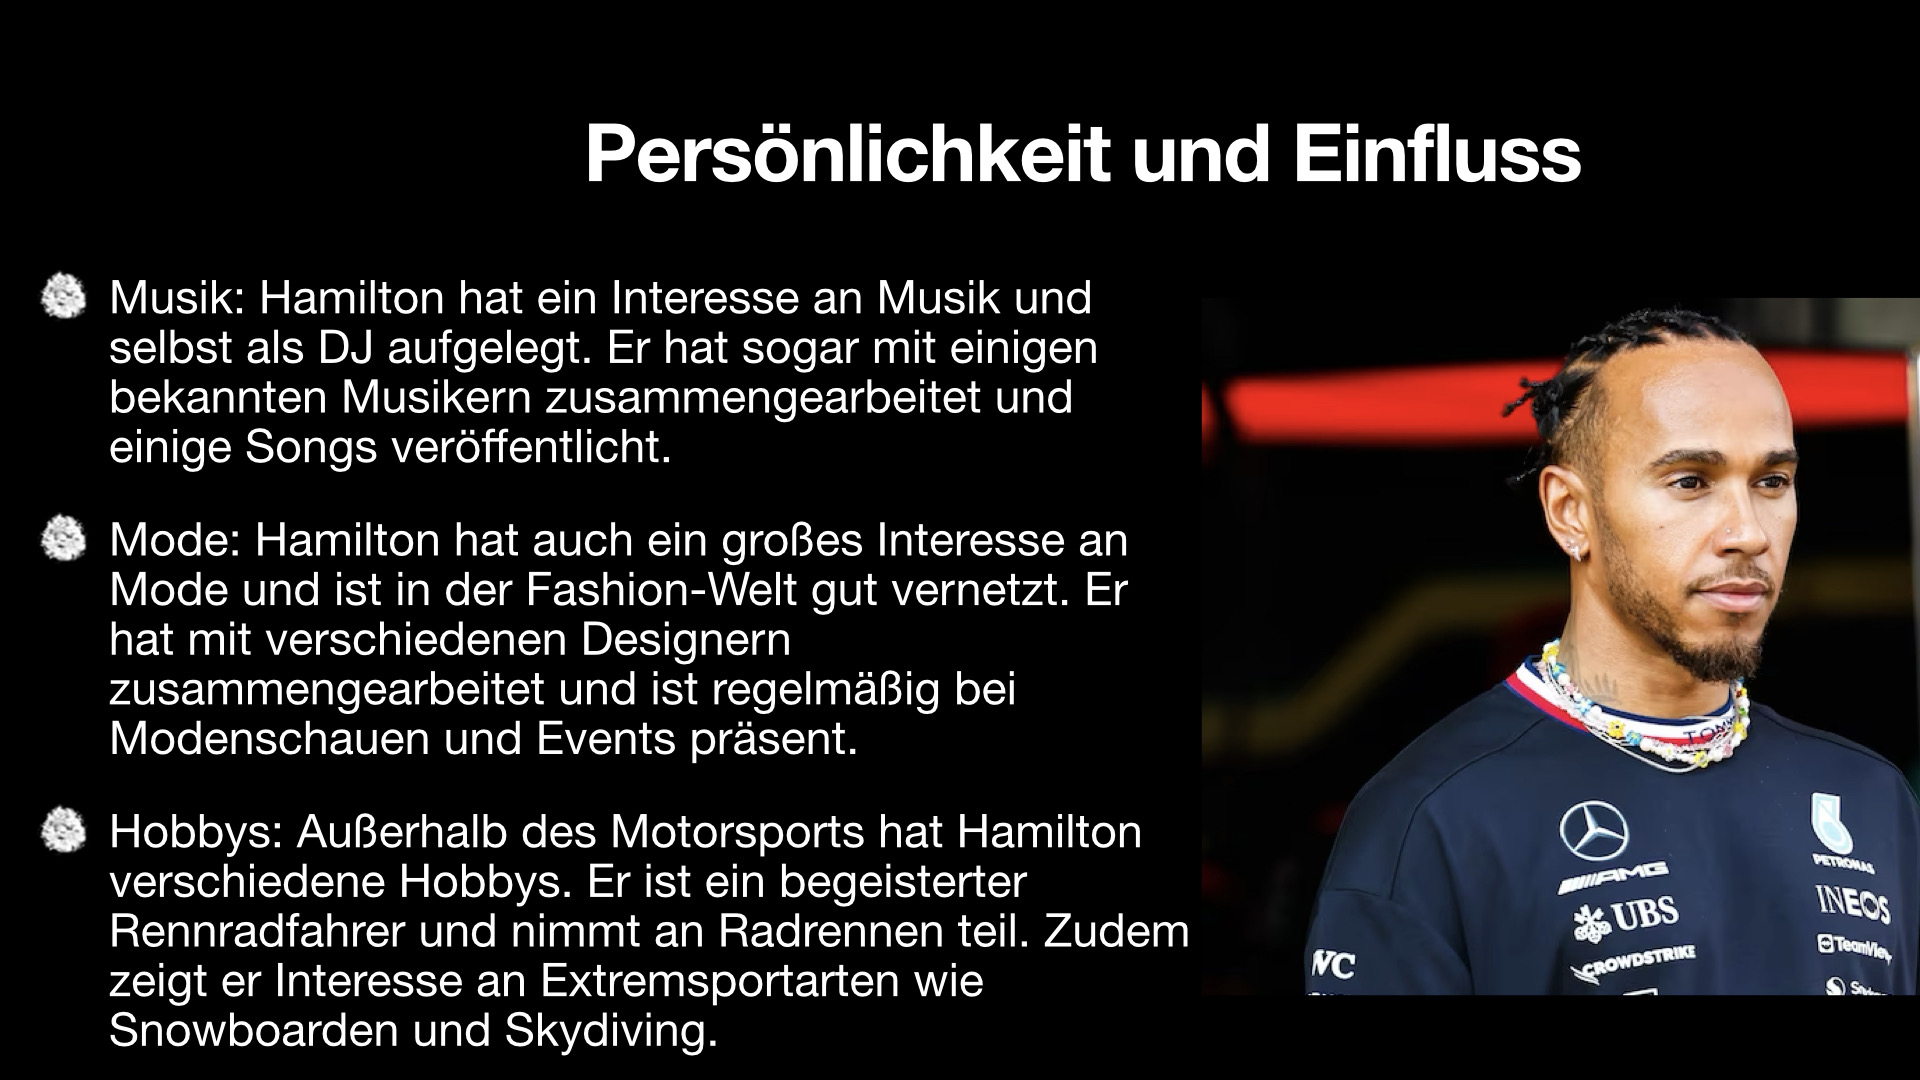 Persönlichkeit und Einfluss
Musik: Hamilton hat ein Interesse an Musik und
selbst als DJ aufgelegt. Er hat sogar mit einigen
bekannten Musikern zusammengearbeitet und
einige Songs veröffentlicht.
Mode: Hamilton hat auch ein großes Interesse an
Mode und ist in der Fashion-Welt gut vernetzt. Er
hat mit verschiedenen Designern
zusammengearbeitet und ist regelmäßig bei
Modenschauen und Events präsent.
Hobbys: Außerhalb des Motorsports hat Hamilton
verschiedene Hobbys. Er ist ein begeisterter
Rennradfahrer und nimmt an Radrennen teil. Zudem
zeigt er Interesse an Extremsportarten wie
Snowboarden und Skydiving.
AMG
UBS
CROWDSTRIKE
PETRONAS
INEOS
WC